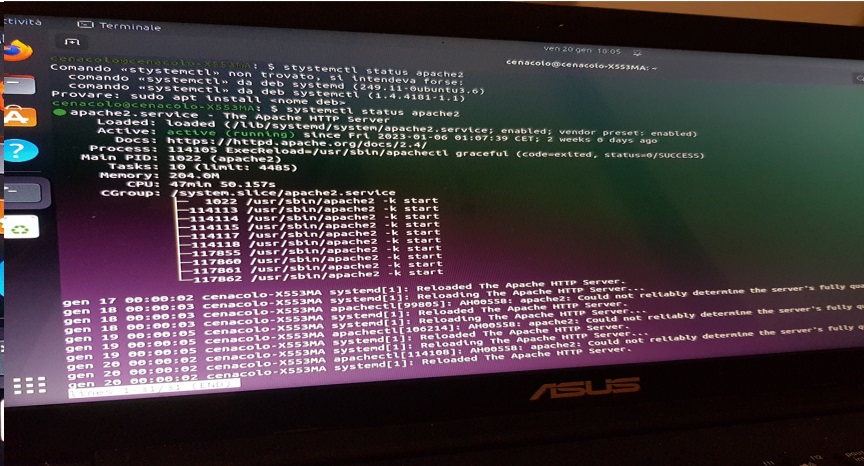 Attività
Terminale
ven 20 gen 18:05
cenacolo@cenacolo-X553MA: ~
cenacolo@cenacolo-X553MA: $ stystemctl status apache2
Comando «stystemctl» non trovato, si intendeva forse:
comando «systemctl» da deb systemd (249.11-0ubuntu3.6)
comando «systemctl» da deb systemctl (1.4.4181-1.1)
Provare: sudo apt install <nome deb>
cenacolo@cenacolo-X553MA: $ systemctl status apache2
apache2.service - The Apache HTTP Server
Loaded: loaded (/lib/systemd/system/apache2.service; enabled; vendor preset: enabled)
Active: active (running) since Fri 2023-01-06 01:07:39 CET; 2 weeks 0 days ago
Docs: https://httpd.apache.org/docs/2.4/
Process: 114105 ExecReload=/usr/sbin/apachectl graceful (code=exited, status=0/SUCCESS)
Main PID: 1022 (apache2)
Tasks: 10 (limit: 4485)
Memory: 204.0M
CPU: 47min 50.157s
CGroup: /system.slice/apache2.service
1022 /usr/sbin/apache2 -k start
114113 /usr/sbin/apache2 -k start
114114 /usr/sbin/apache2 -k start
114115 /usr/sbin/apache2 -k start
114117 /usr/sbin/apache2 -k start
114118 /usr/sbin/apache2 -k start
117855 /usr/sbin/apache2 -k start
117860 /usr/sbin/apache2 -k start
117861 /usr/sbin/apache2 -k start
117862 /usr/sbin/apache2 -k start
gen 17 00:00:02 cenacolo-X553MA systemd[1]: Reloaded The Apache HTTP Server.
gen 18 00:00:03 cenacolo-X553MA systemd[1]: Reloading The Apache HTTP Server...
gen 18 00:00:03 cenacolo-X553MA apachectl[99805]: AH00558: apache2: Could not reliably determine the server's fully
gen 18 00:00:03 cenacolo-X553MA systemd[1]: Reloaded The Apache HTTP Server.
gen 19 00:00:05 cenacolo-X553MA systemd[1]: Reloading The Apache HTTP Server...
gen 19 00:00:05 cenacolo-X553MA apachectl[106214]: AH00558: apache2: Could not reliably determine the server's fully
gen 19 00:00:05 cenacolo-X553MA systemd[1]: Reloaded The Apache HTTP Server.
gen 20 00:00:02 cenacolo-X553MA systemd[1]: Reloading The Apache HTTP Server...
gen 20 00:00:02 cenacolo-X553MA apachectl[114108]: AH00558: apache2: Could not reliably determine the server's fully
gen 20 00:00:02 cenacolo-X553MA systemd[1]: Reloaded The Apache HTTP Server.
lines 1-31/31 (END)
ASUS